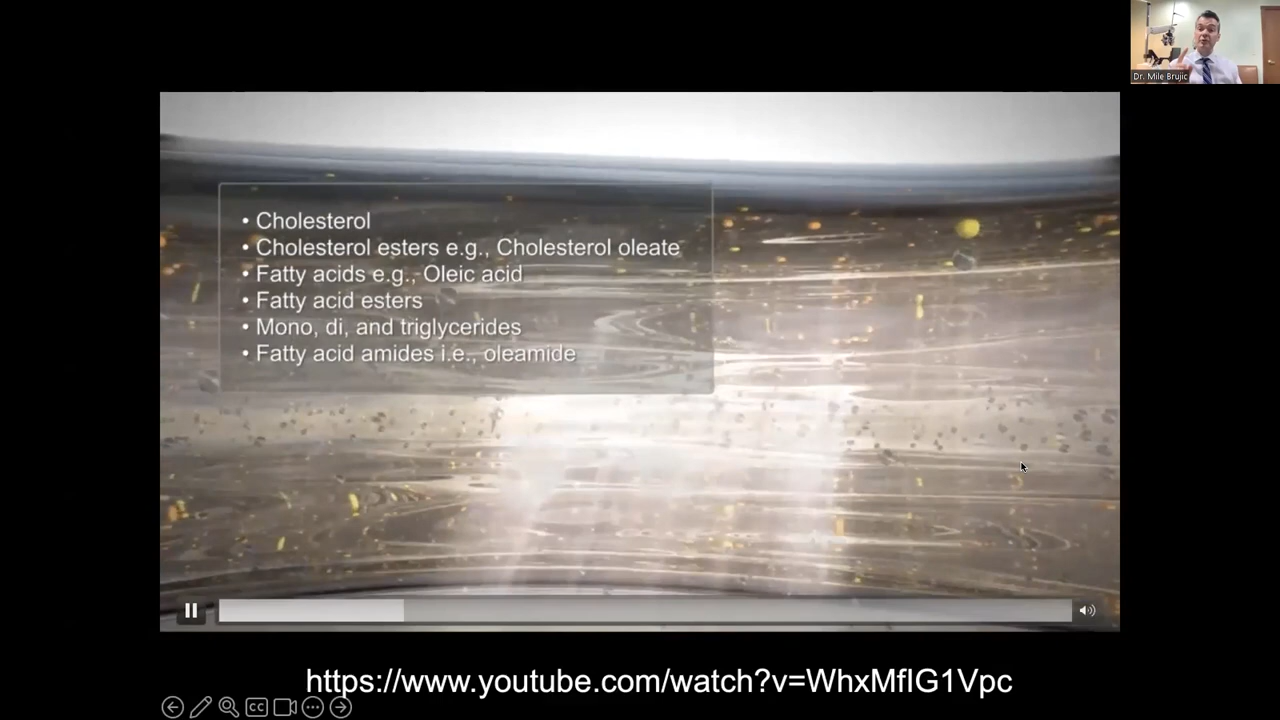 Dr. Mile Brujic
• Cholesterol
• Cholesterol esters e.g., Cholesterol oleate
• Fatty acids e.g., Oleic acid
• Fatty acid esters
• Mono, di, and triglycerides
• Fatty acid amides i.e., oleamide
https://www.youtube.com/watch?v=WhxMfIG1Vpc
CC